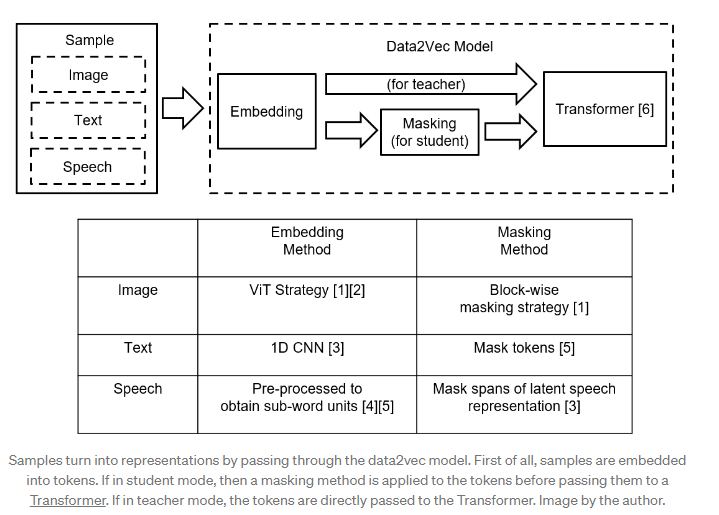 Sample
Image
Text
Speech
Data2Vec Model
Embedding
(for teacher)
Masking
(for student)
Transformer [6]
Embedding
Method
Masking
Method
Image
ViT Strategy [1][2]
Block-wise
masking strategy [1]
Text
1D CNN [3]
Mask tokens [5]
Speech
Pre-processed to
obtain sub-word units [4][5]
Mask spans of latent speech
representation [3]
Samples turn into representations by passing through the data2vec model. First of all, samples are embedded
into tokens. If in student mode, then a masking method is applied to the tokens before passing them to a
Transformer. If in teacher mode, the tokens are directly passed to the Transformer. Image by the author.